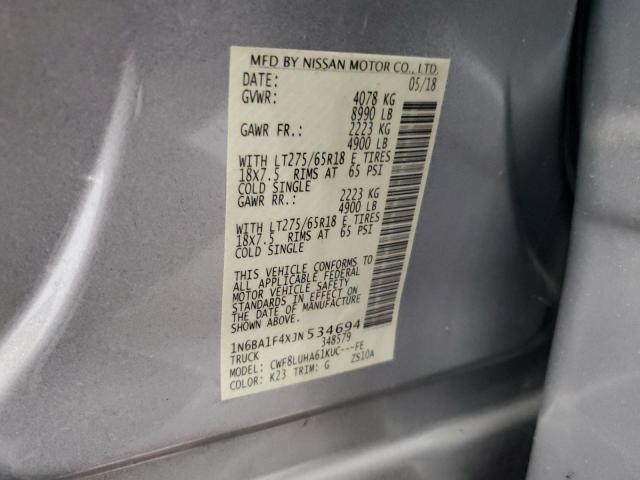 MFD BY NISSAN MOTOR CO., LTD.
DATE: 05/18
GVWR: 4078 KG
8990 LB
GAWR FR.: 2223 KG
4900 LB
WITH LT275/65R18 E TIRES
18X7.5 RIMS AT 65 PSI
COLD SINGLE
GAWR RR.: 2223 KG
4900 LB
WITH LT275/65R18 E TIRES
18X7.5 RIMS AT 65 PSI
COLD SINGLE
THIS VEHICLE CONFORMS TO
ALL APPLICABLE FEDERAL
MOTOR VEHICLE SAFETY
STANDARDS IN EFFECT ON
THE DATE OF MANUFACTURE
SHOWN ABOVE.
1N6BA1F4XJN534694
TRUCK 348579
MODEL: CWF8LUHA61KUC---FE
COLOR: K23 TRIM: G ZS10A